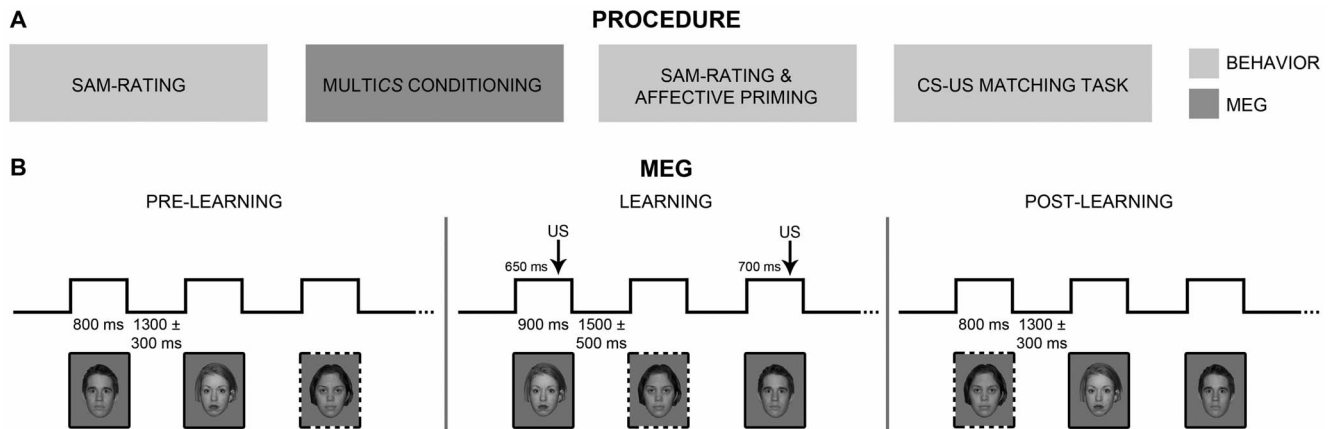 A
PROCEDURE
SAM-RATING
MULTICS CONDITIONING
SAM-RATING &
AFFECTIVE PRIMING
CS-US MATCHING TASK
BEHAVIOR
MEG
B
MEG
PRE-LEARNING
LEARNING
POST-LEARNING
US
US
650 ms
700 ms
800 ms
1300 ±
300 ms
900 ms
1500 ±
500 ms
800 ms
1300 ±
300 ms